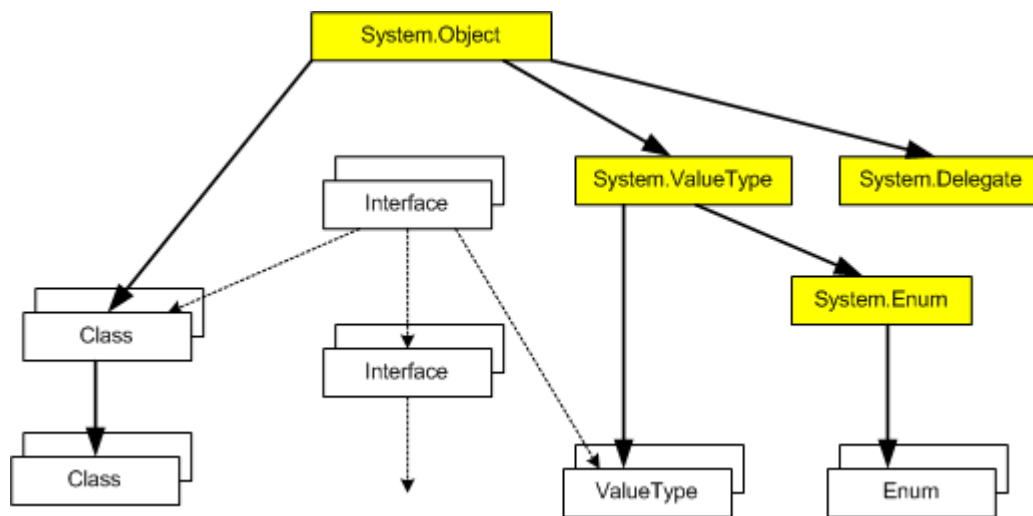 System.Object
System.ValueType
System.Delegate
Interface
System.Enum
Class
Interface
Class
ValueType
Enum